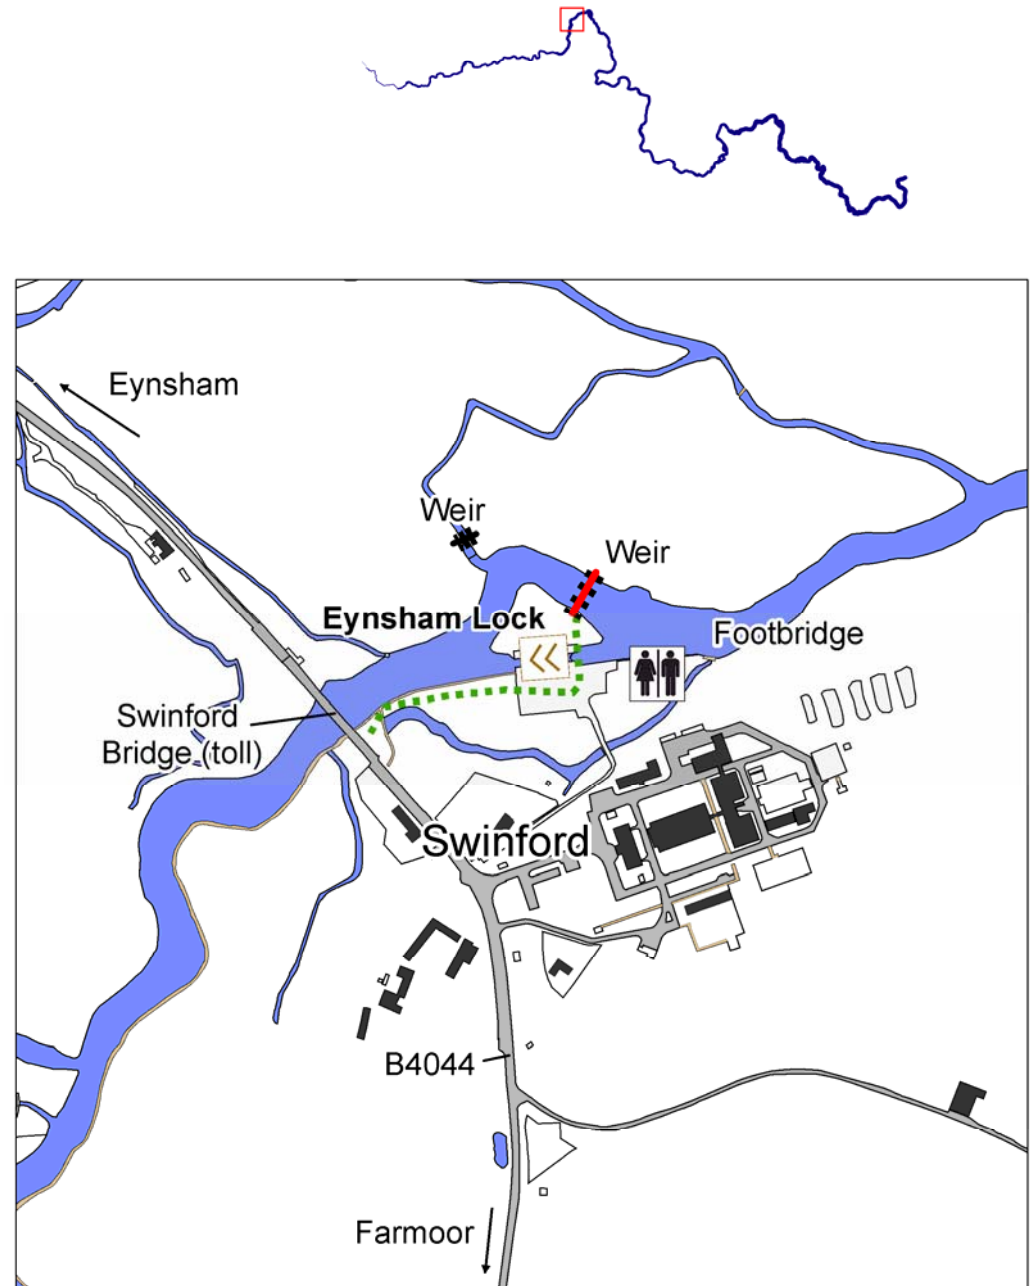 Eynsham
Weir
Weir
Eynsham Lock
Footbridge
Swinford
Bridge (toll)
Swinford
B4044
Farmoor